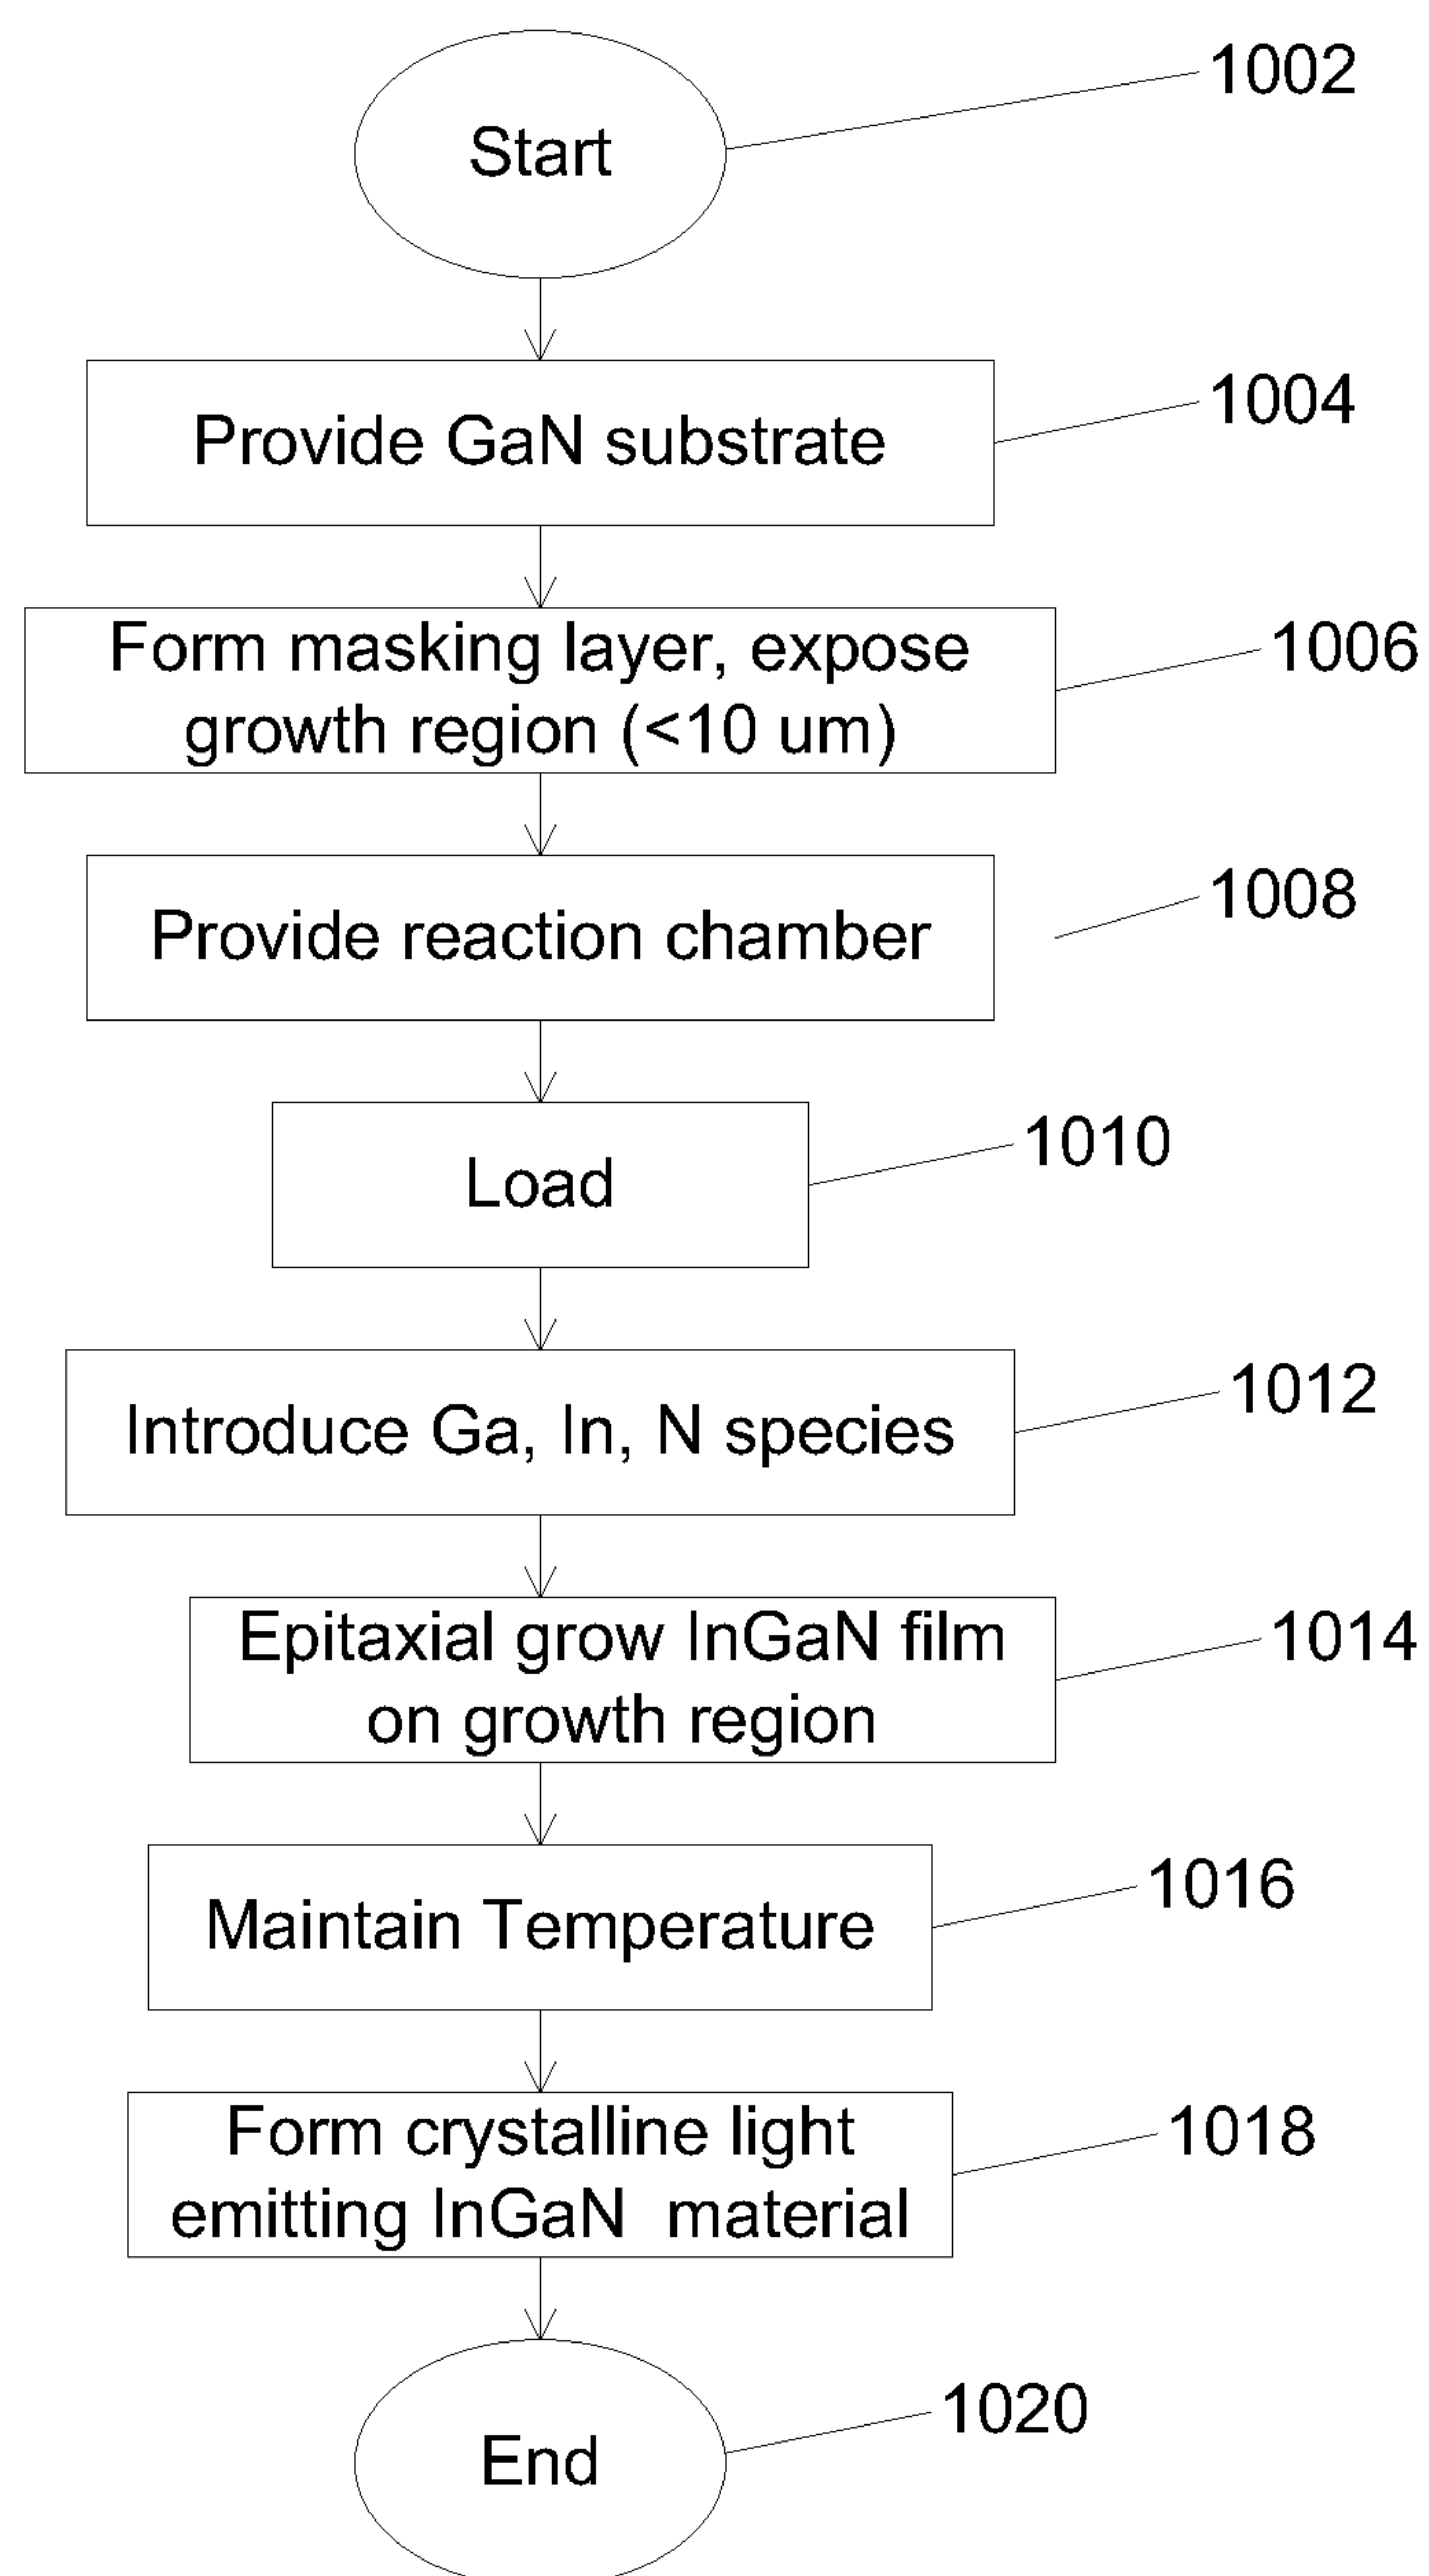 Start
1002
Provide GaN substrate
1004
Form masking layer, expose
growth region (<10 um)
1006
Provide reaction chamber
1008
Load
1010
Introduce Ga, In, N species
1012
Epitaxial grow InGaN film
on growth region
1014
Maintain Temperature
1016
Form crystalline light
emitting InGaN  material
1018
End
1020